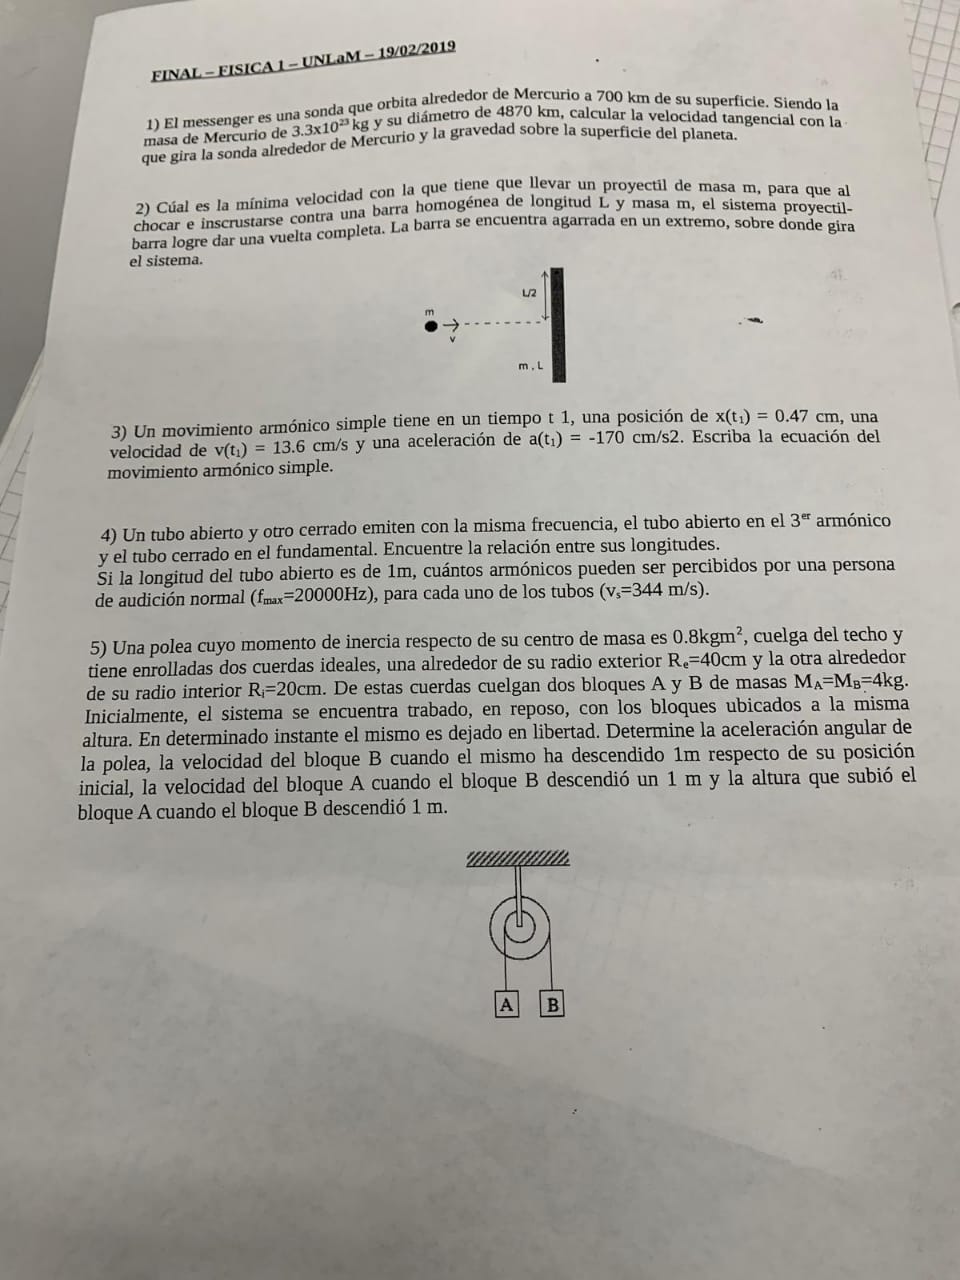 FINAL – FISICA 1 – UNLaM – 19/02/2019
1) El messenger es una sonda que orbita alrededor de Mercurio a 700 km de su superficie. Siendo la
masa de Mercurio de 3.3x10²³ kg y su diámetro de 4870 km, calcular la velocidad tangencial con la
que gira la sonda alrededor de Mercurio y la gravedad sobre la superficie del planeta.
2) Cúal es la mínima velocidad con la que tiene que llevar un proyectil de masa m, para que al
chocar e inscrustarse contra una barra homogénea de longitud L y masa m, el sistema proyectil-
barra logre dar una vuelta completa. La barra se encuentra agarrada en un extremo, sobre donde gira
el sistema.
L/2
m
v
m , L
3) Un movimiento armónico simple tiene en un tiempo t 1, una posición de x(t₁) = 0.47 cm, una
velocidad de v(t₁) = 13.6 cm/s y una aceleración de a(t₁) = -170 cm/s2. Escriba la ecuación del
movimiento armónico simple.
4) Un tubo abierto y otro cerrado emiten con la misma frecuencia, el tubo abierto en el 3ᵉʳ armónico
y el tubo cerrado en el fundamental. Encuentre la relación entre sus longitudes.
Si la longitud del tubo abierto es de 1m, cuántos armónicos pueden ser percibidos por una persona
de audición normal (fₘₐₓ=20000Hz), para cada uno de los tubos (vₛ=344 m/s).
5) Una polea cuyo momento de inercia respecto de su centro de masa es 0.8kgm², cuelga del techo y
tiene enrolladas dos cuerdas ideales, una alrededor de su radio exterior Rₑ=40cm y la otra alrededor
de su radio interior Rᵢ=20cm. De estas cuerdas cuelgan dos bloques A y B de masas M_A=M_B=4kg.
Inicialmente, el sistema se encuentra trabado, en reposo, con los bloques ubicados a la misma
altura. En determinado instante el mismo es dejado en libertad. Determine la aceleración angular de
la polea, la velocidad del bloque B cuando el mismo ha descendido 1m respecto de su posición
inicial, la velocidad del bloque A cuando el bloque B descendió un 1 m y la altura que subió el
bloque A cuando el bloque B descendió 1 m.
A B